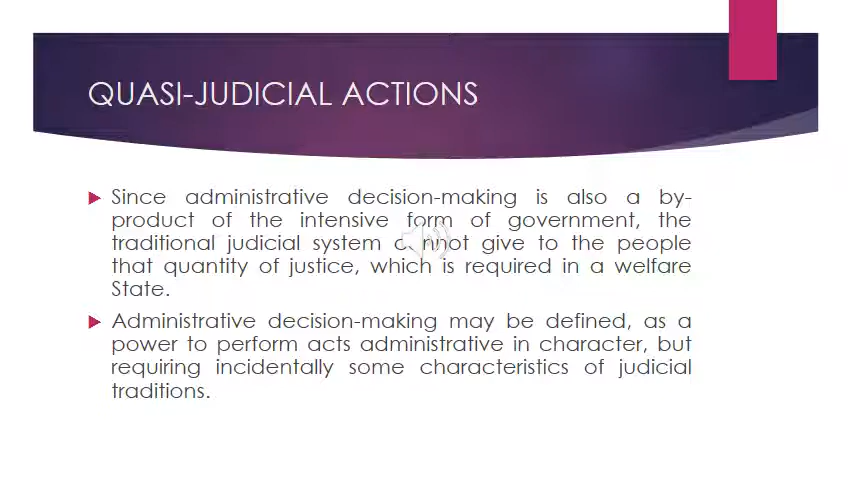 QUASI-JUDICIAL ACTIONS
Since administrative decision-making is also a by-
product of the intensive form of government, the
traditional judicial system cannot give to the people
that quantity of justice, which is required in a welfare
State.
Administrative decision-making may be defined, as a
power to perform acts administrative in character, but
requiring incidentally some characteristics of judicial
traditions.